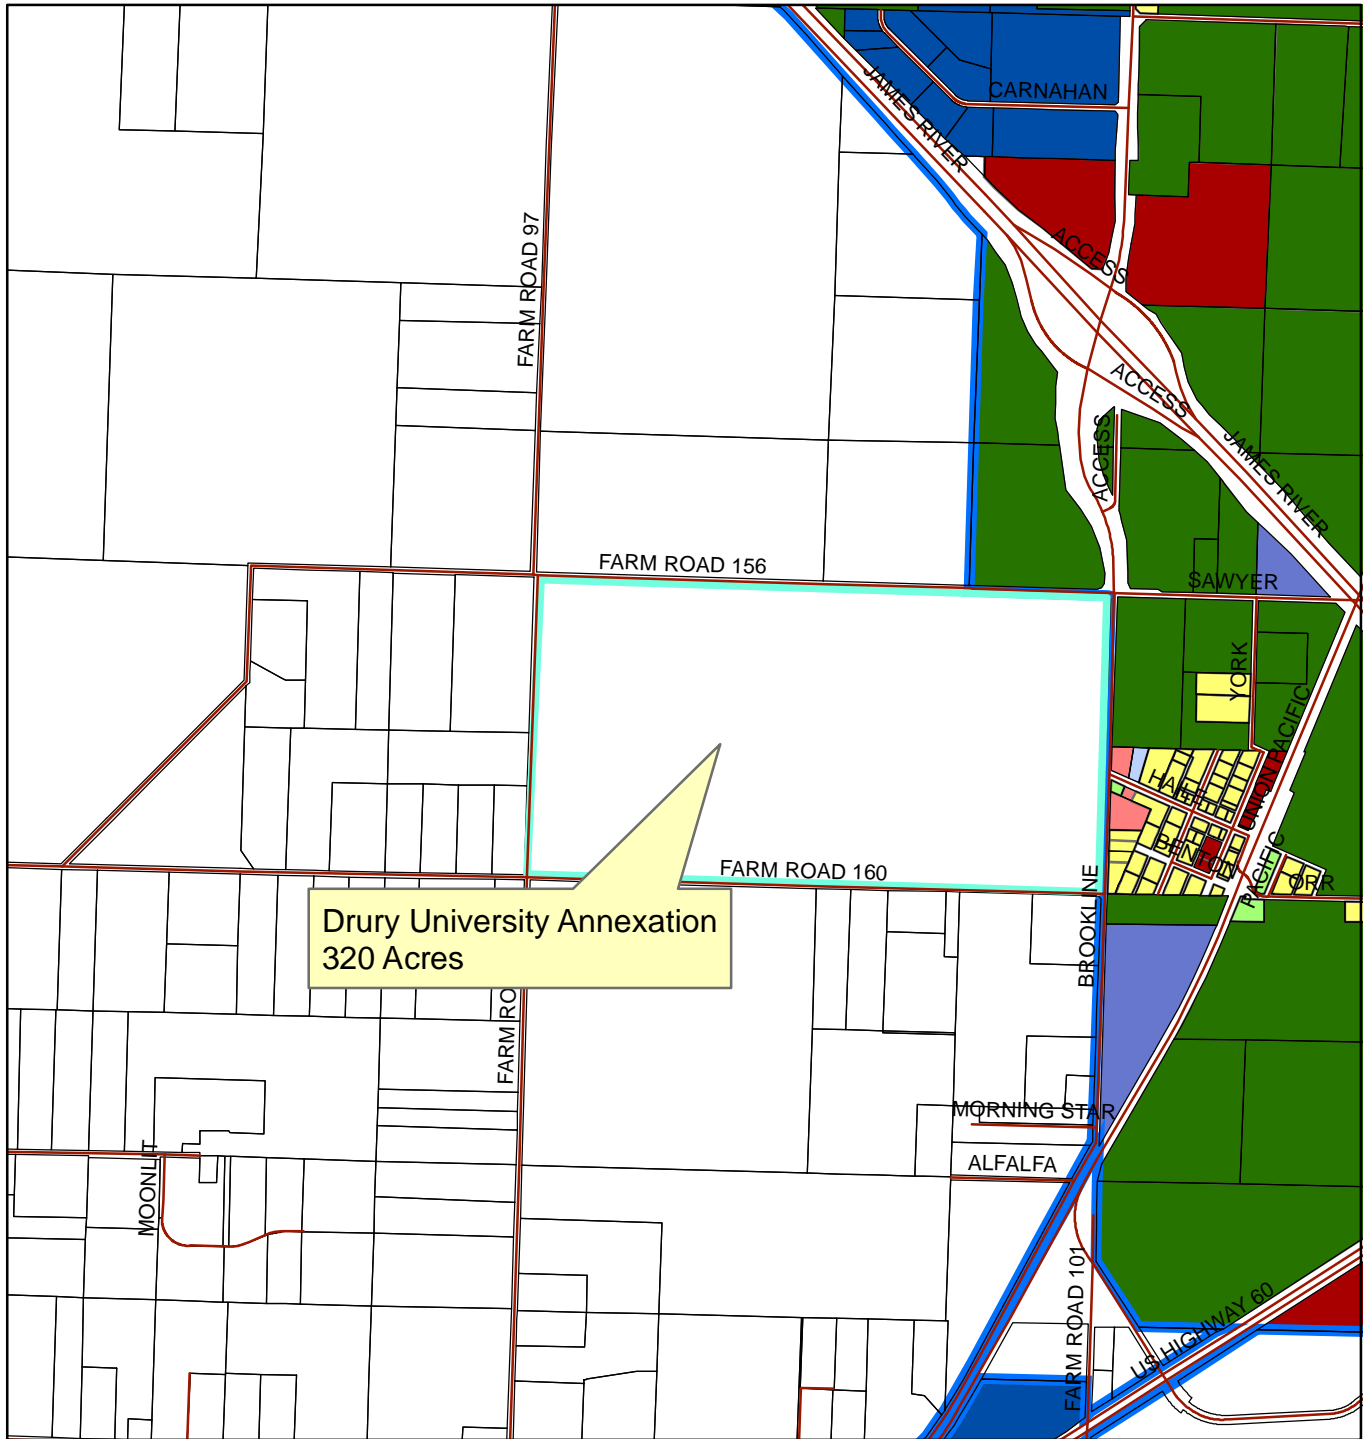 CARNAHAN
JAMES RIVER
FARM ROAD 97
ACCESS
ACCESS
ACCESS
JAMES RIVER
FARM ROAD 156
SAWYER
YORK
UNION PACIFIC
HAILE
BENTON
FARM ROAD 160
PACIFIC
ORR
Drury University Annexation
320 Acres
BROOKLINE
FARM RO
MORNING STAR
ALFALFA
MOONLIT
FARM ROAD 101
US HIGHWAY 60